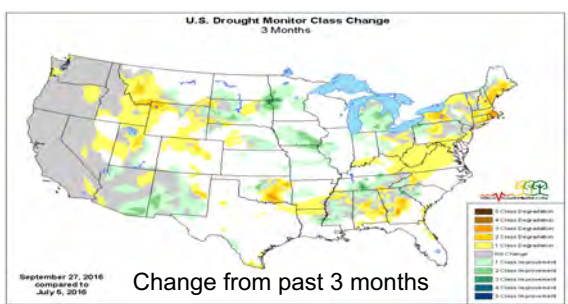 U.S. Drought Monitor Class Change
3 Months
5 Class Degradation
4 Class Degradation
3 Class Degradation
2 Class Degradation
1 Class Degradation
No Change
1 Class Improvement
2 Class Improvement
3 Class Improvement
4 Class Improvement
5 Class Improvement
September 27, 2016
compared to
July 5, 2016
Change from past 3 months